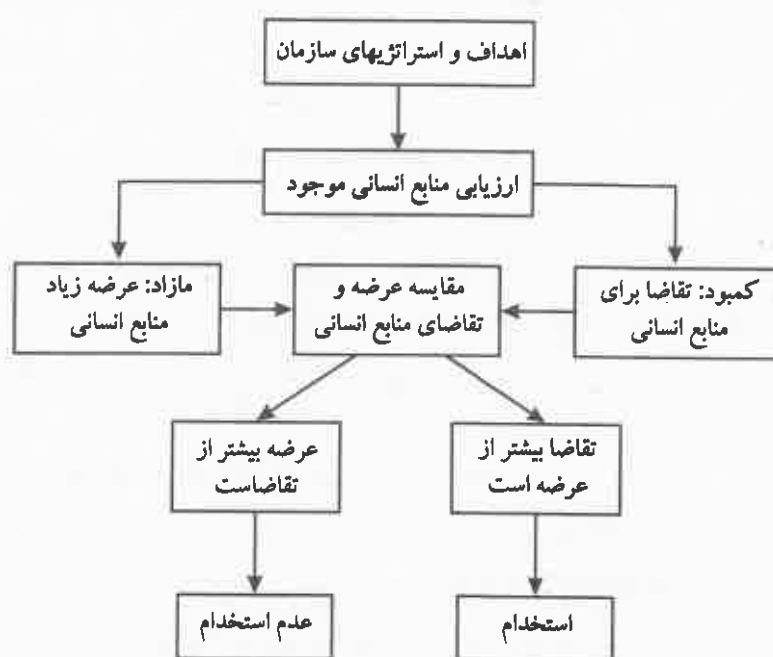 اهداف و استراتژیهای سازمان
ارزیابی منابع انسانی موجود
کمبود: تقاضا برای
منابع انسانی
مقایسه عرضه و
تقاضای منابع انسانی
مازاد: عرضه زیاد
منابع انسانی
تقاضا بیشتر از
عرضه است
عرضه بیشتر از
تقاضاست
استخدام
عدم استخدام